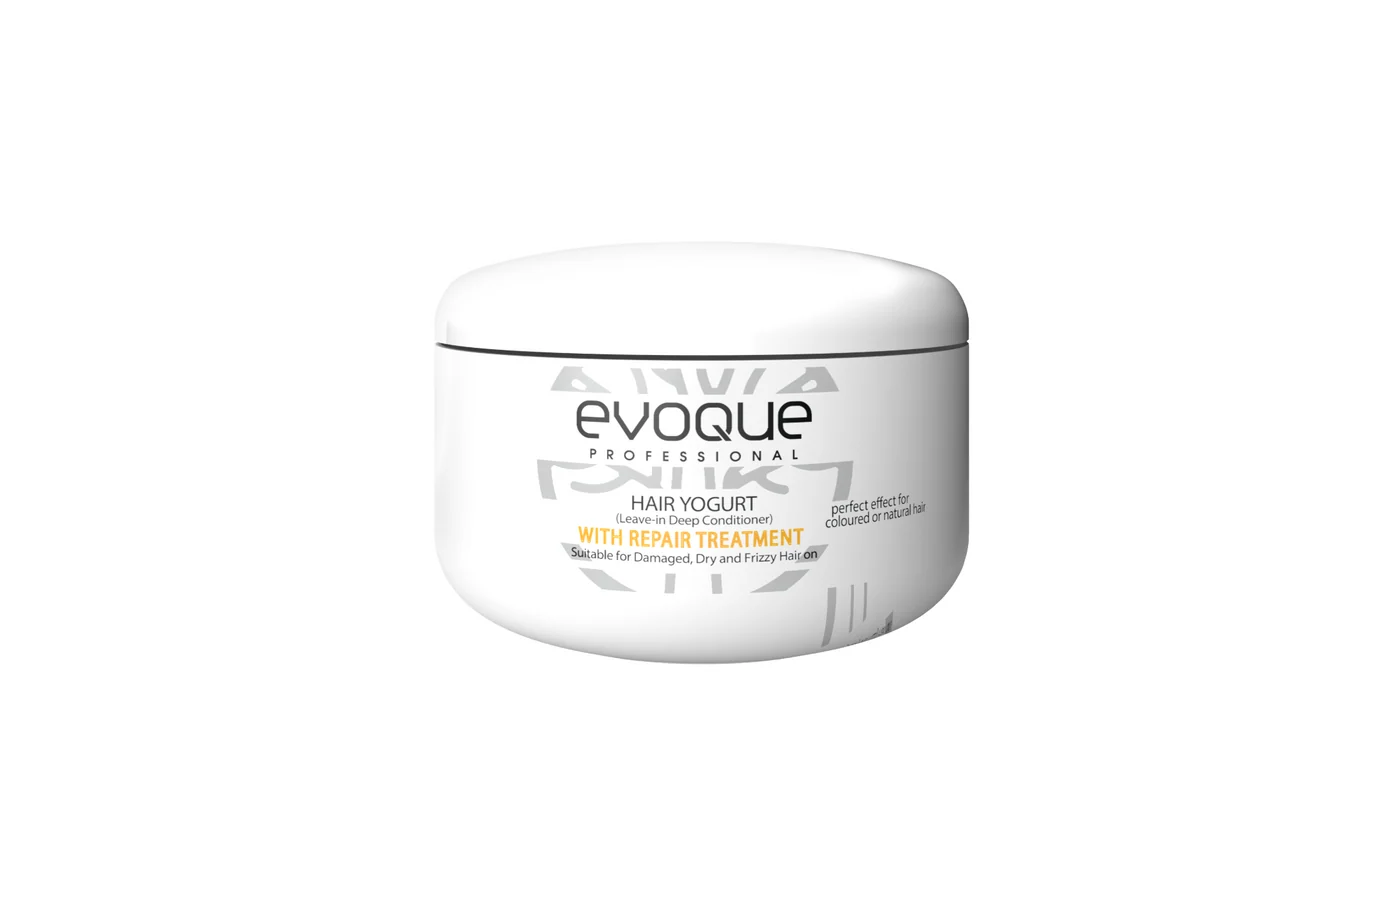 evoque
PROFESSIONAL
HAIR YOGURT
(Leave-in Deep Conditioner)
WITH REPAIR TREATMENT
Suitable for Damaged, Dry and Frizzy Hair on
perfect effect for
coloured or natural hair